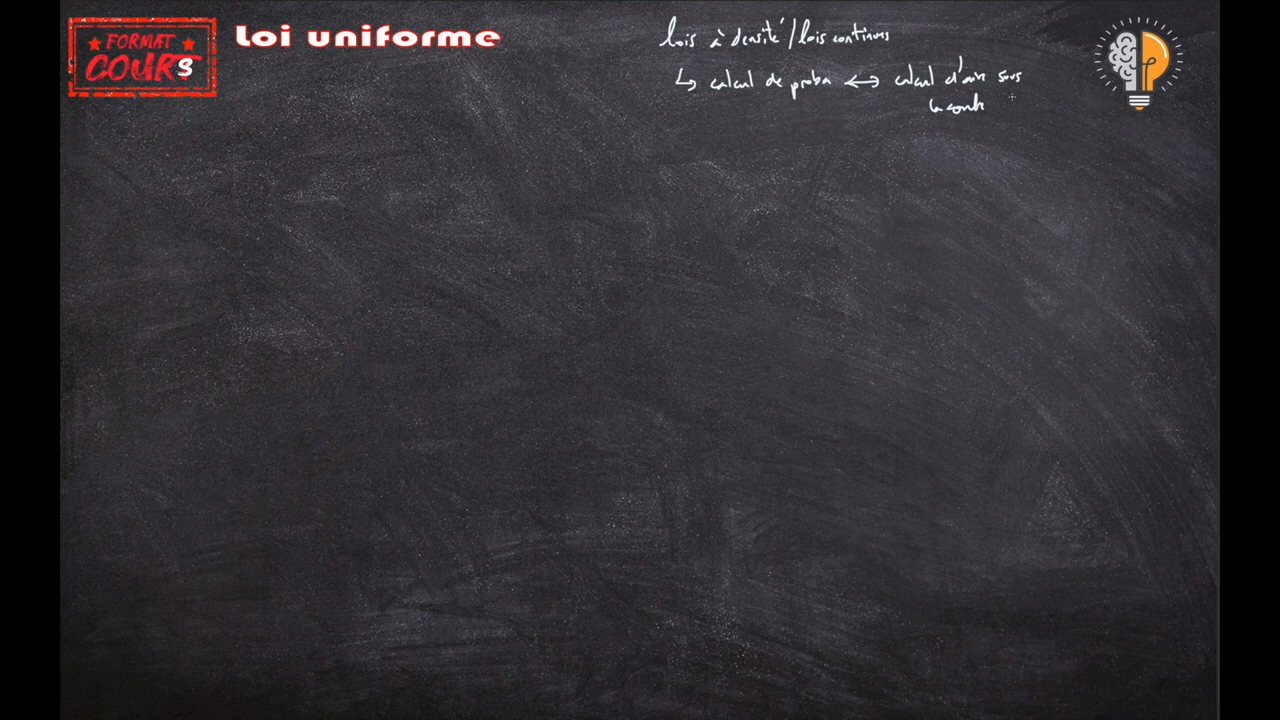 FORMAT
COURS
Loi uniforme
lois à densité / lois continues
↳ calcul de proba ↔ calcul d'aire sous
la courbe